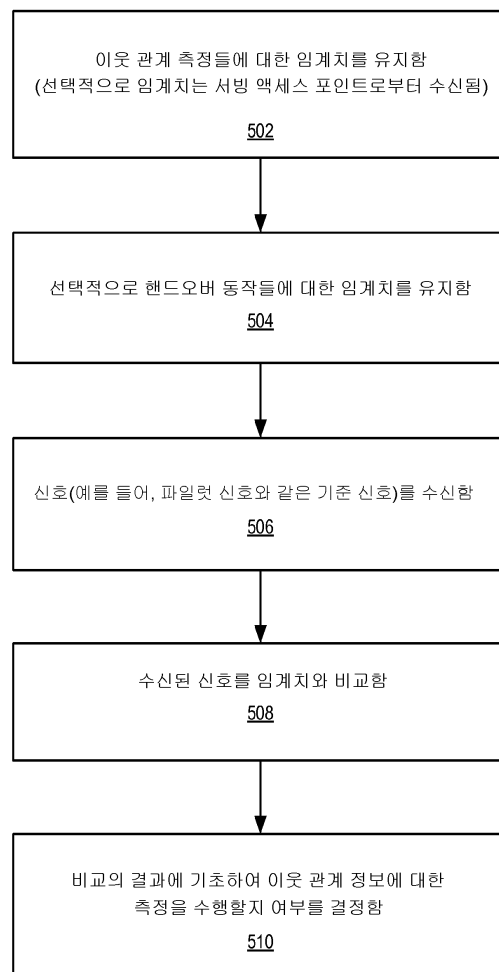 이웃 관계 측정들에 대한 임계치를 유지함
(선택적으로 임계치는 서빙 액세스 포인트로부터 수신됨)
502
선택적으로 핸드오버 동작들에 대한 임계치를 유지함
504
신호(예를 들어, 파일럿 신호와 같은 기준 신호)를 수신함
506
수신된 신호를 임계치와 비교함
508
비교의 결과에 기초하여 이웃 관계 정보에 대한
측정을 수행할지 여부를 결정함
510